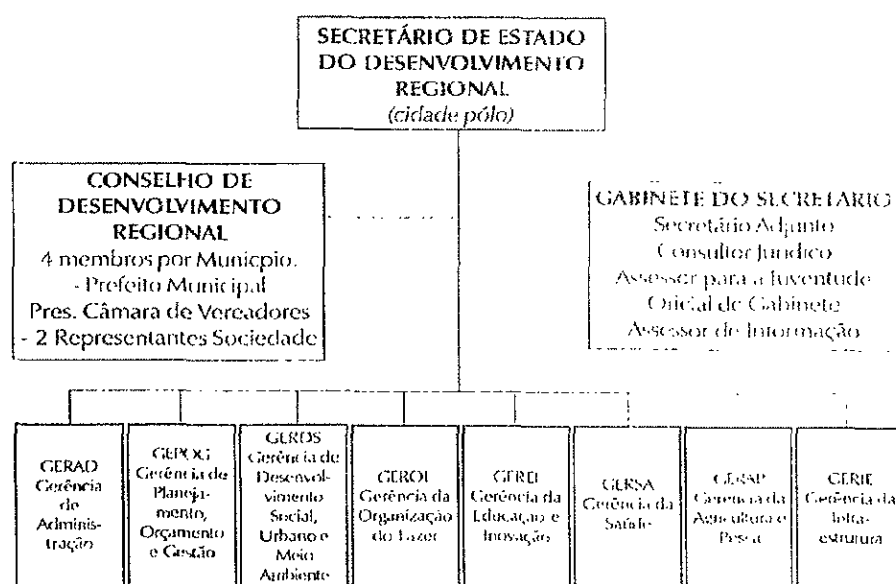 SECRETÁRIO DE ESTADO
DO DESENVOLVIMENTO
REGIONAL
(cidade pólo)
CONSELHO DE
DESENVOLVIMENTO
REGIONAL
4 membros por Municpio.
- Prefeito Municipal
Pres. Câmara de Vereadores
- 2 Representantes Sociedade
GABINETE DO SECRETÁRIO
Secretário Adjunto
Consultor Jurídico
Assessor para a Juventude
Oficial de Gabinete
Assessor de Informação
GERAD
Gerência
de
Adminis-
tração
GEPOG
Gerência
de Planeja-
mento,
Orçamento
e Gestão
GERDS
Gerência de
Desenvol-
vimento
Social,
Urbano e
Meio
Ambiente
GEROL
Gerência da
Organização
do Lazer
GEREI
Gerência da
Educação e
Inovação
GERSA
Gerência da
Saúde
GERAP
Gerência da
Agricultura e
Pesca
GERIE
Gerência da
Infra-
estrutura